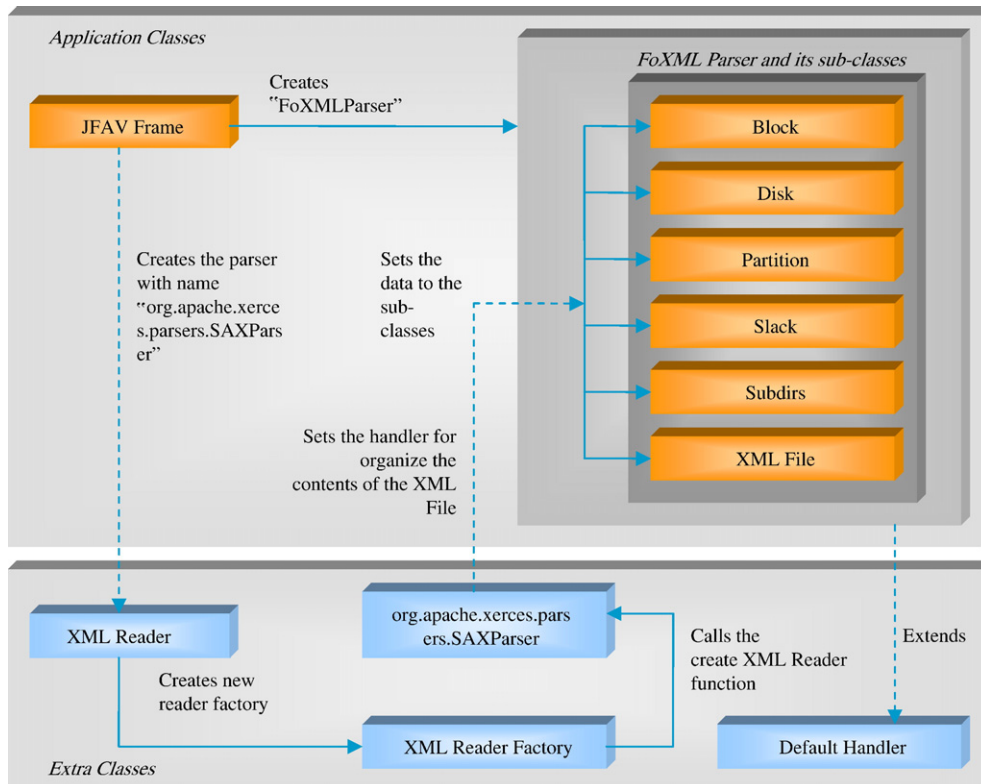 Application Classes
FoXML Parser and its sub-classes
Creates
"FoXMLParser"
JFAV Frame
Block
Disk
Partition
Slack
Subdirs
XML File
Creates the parser
with name
"org.apache.xerc
es.parsers.SAXPars
er"
Sets the
data to the
sub-
classes
Sets the handler for
organize the
contents of the XML
File
XML Reader
org.apache.xerces.pars
ers.SAXParser
Calls the
create XML Reader
function
Extends
Creates new
reader factory
XML Reader Factory
Default Handler
Extra Classes